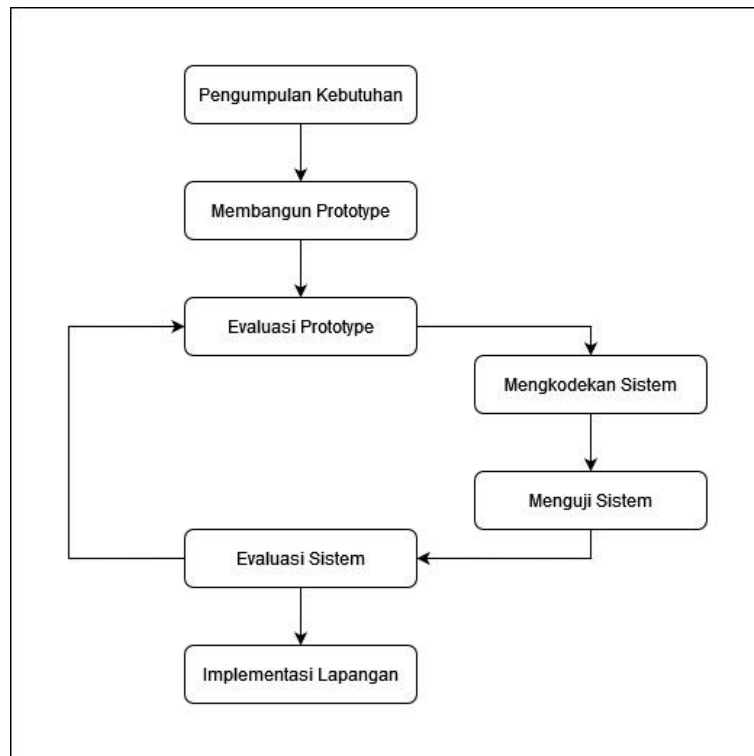 Pengumpulan Kebutuhan
Membangun Prototype
Evaluasi Prototype
Mengkodekan Sistem
Menguji Sistem
Evaluasi Sistem
Implementasi Lapangan